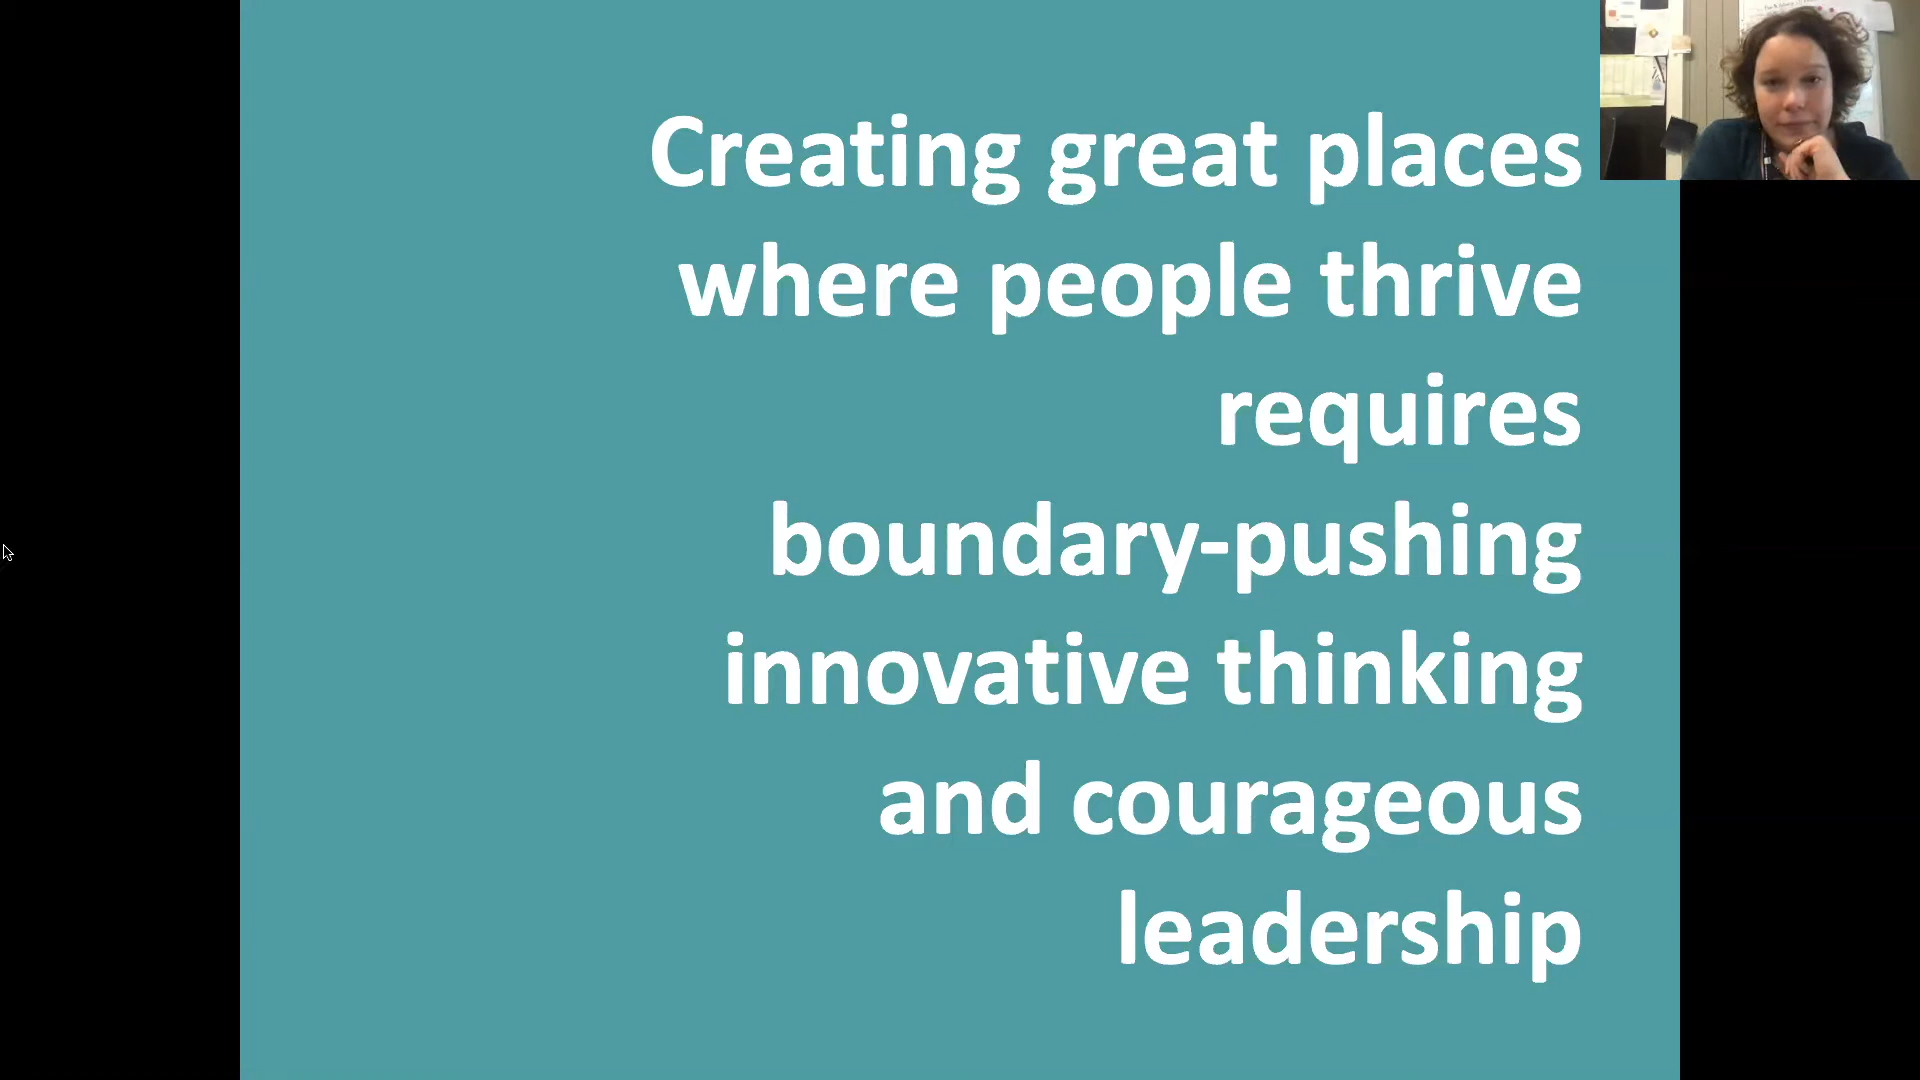 Creating great places
where people thrive
requires
boundary-pushing
innovative thinking
and courageous
leadership